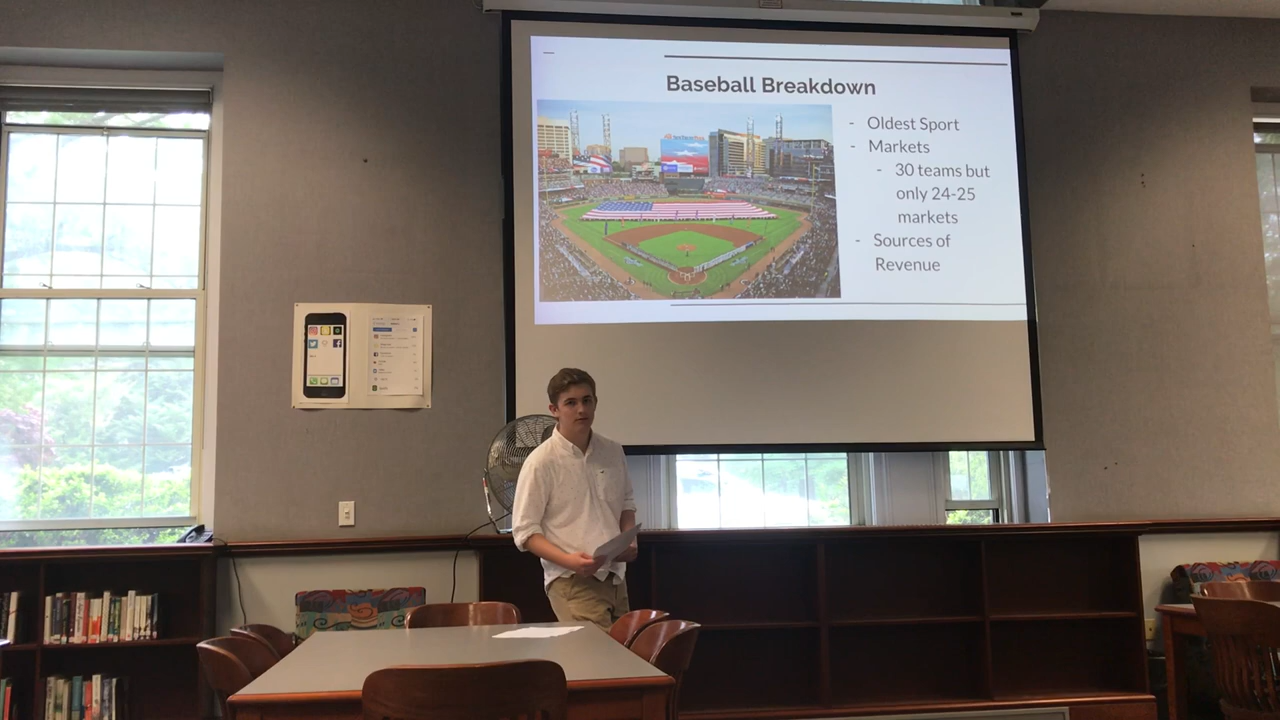 Baseball Breakdown
- Oldest Sport
- Markets
- 30 teams but
only 24-25
markets
- Sources of
Revenue